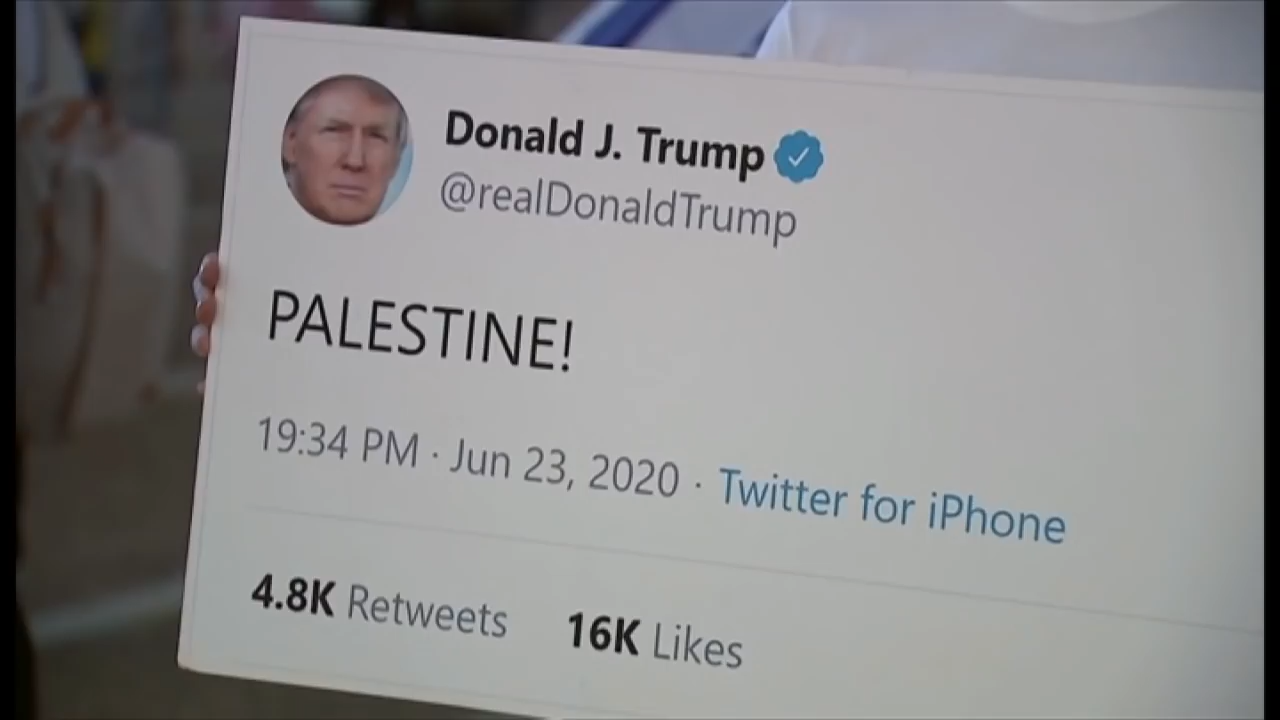 Donald J. Trump
@realDonaldTrump
PALESTINE!
19:34 PM · Jun 23, 2020 · Twitter for iPhone
4.8K Retweets 16K Likes